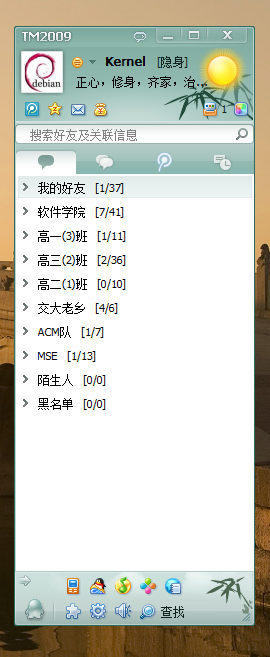 TM2009
Kernel [隐身]
debian
正心，修身，齐家，治...
1
搜索好友及关联信息
我的好友 [1/37]
软件学院 [7/41]
高一(3)班 [1/11]
高三(2)班 [2/36]
高二(1)班 [0/10]
交大老乡 [4/6]
ACM队 [1/7]
MSE [1/13]
陌生人 [0/0]
黑名单 [0/0]
查找